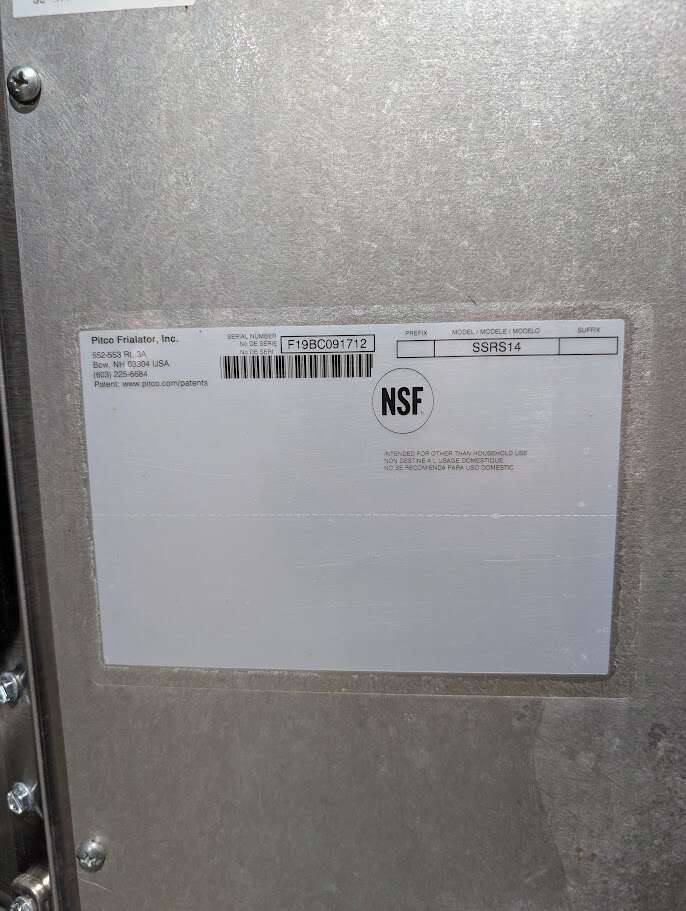 Pitco Frialator, Inc.
552-553 Rt. 3A
Bow, NH 03304 USA
(603) 225-6684
Patent: www.pitco.com/patents
SERIAL NUMBER
No DE SÉRIE
No DE SERI
F19BC091712
PREFIX
MODEL / MODELE / MODELO
SUFFIX
SSRS14
NSF
INTENDED FOR OTHER THAN HOUSEHOLD USE
NON DESTINE A L'USAGE DOMESTIQUE
NO SE RECOMIENDA PARA USO DOMESTIC